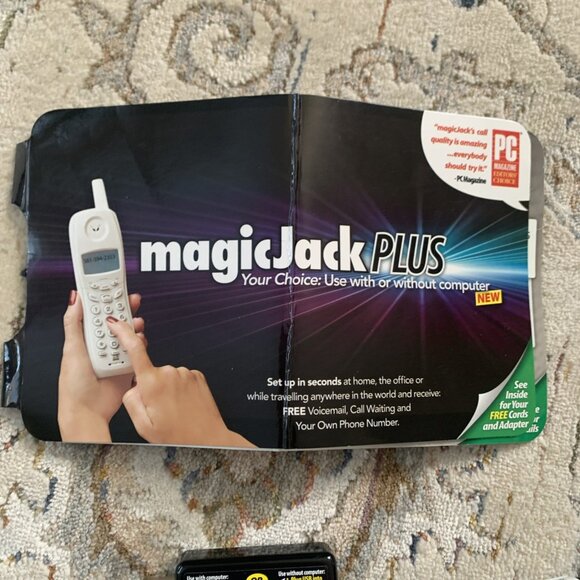 "magicJack's call
quality is amazing
...everybody
should try it."
- PC Magazine
PC
MAGAZINE
EDITORS'
CHOICE
magicJack PLUS
Your Choice: Use with or without computer
NEW
Set up in seconds at home, the office or
while travelling anywhere in the world and receive:
FREE Voicemail, Call Waiting and
Your Own Phone Number.
See
Inside
for Your
FREE Cords
and Adapter
Use with computer:
Use without computer: